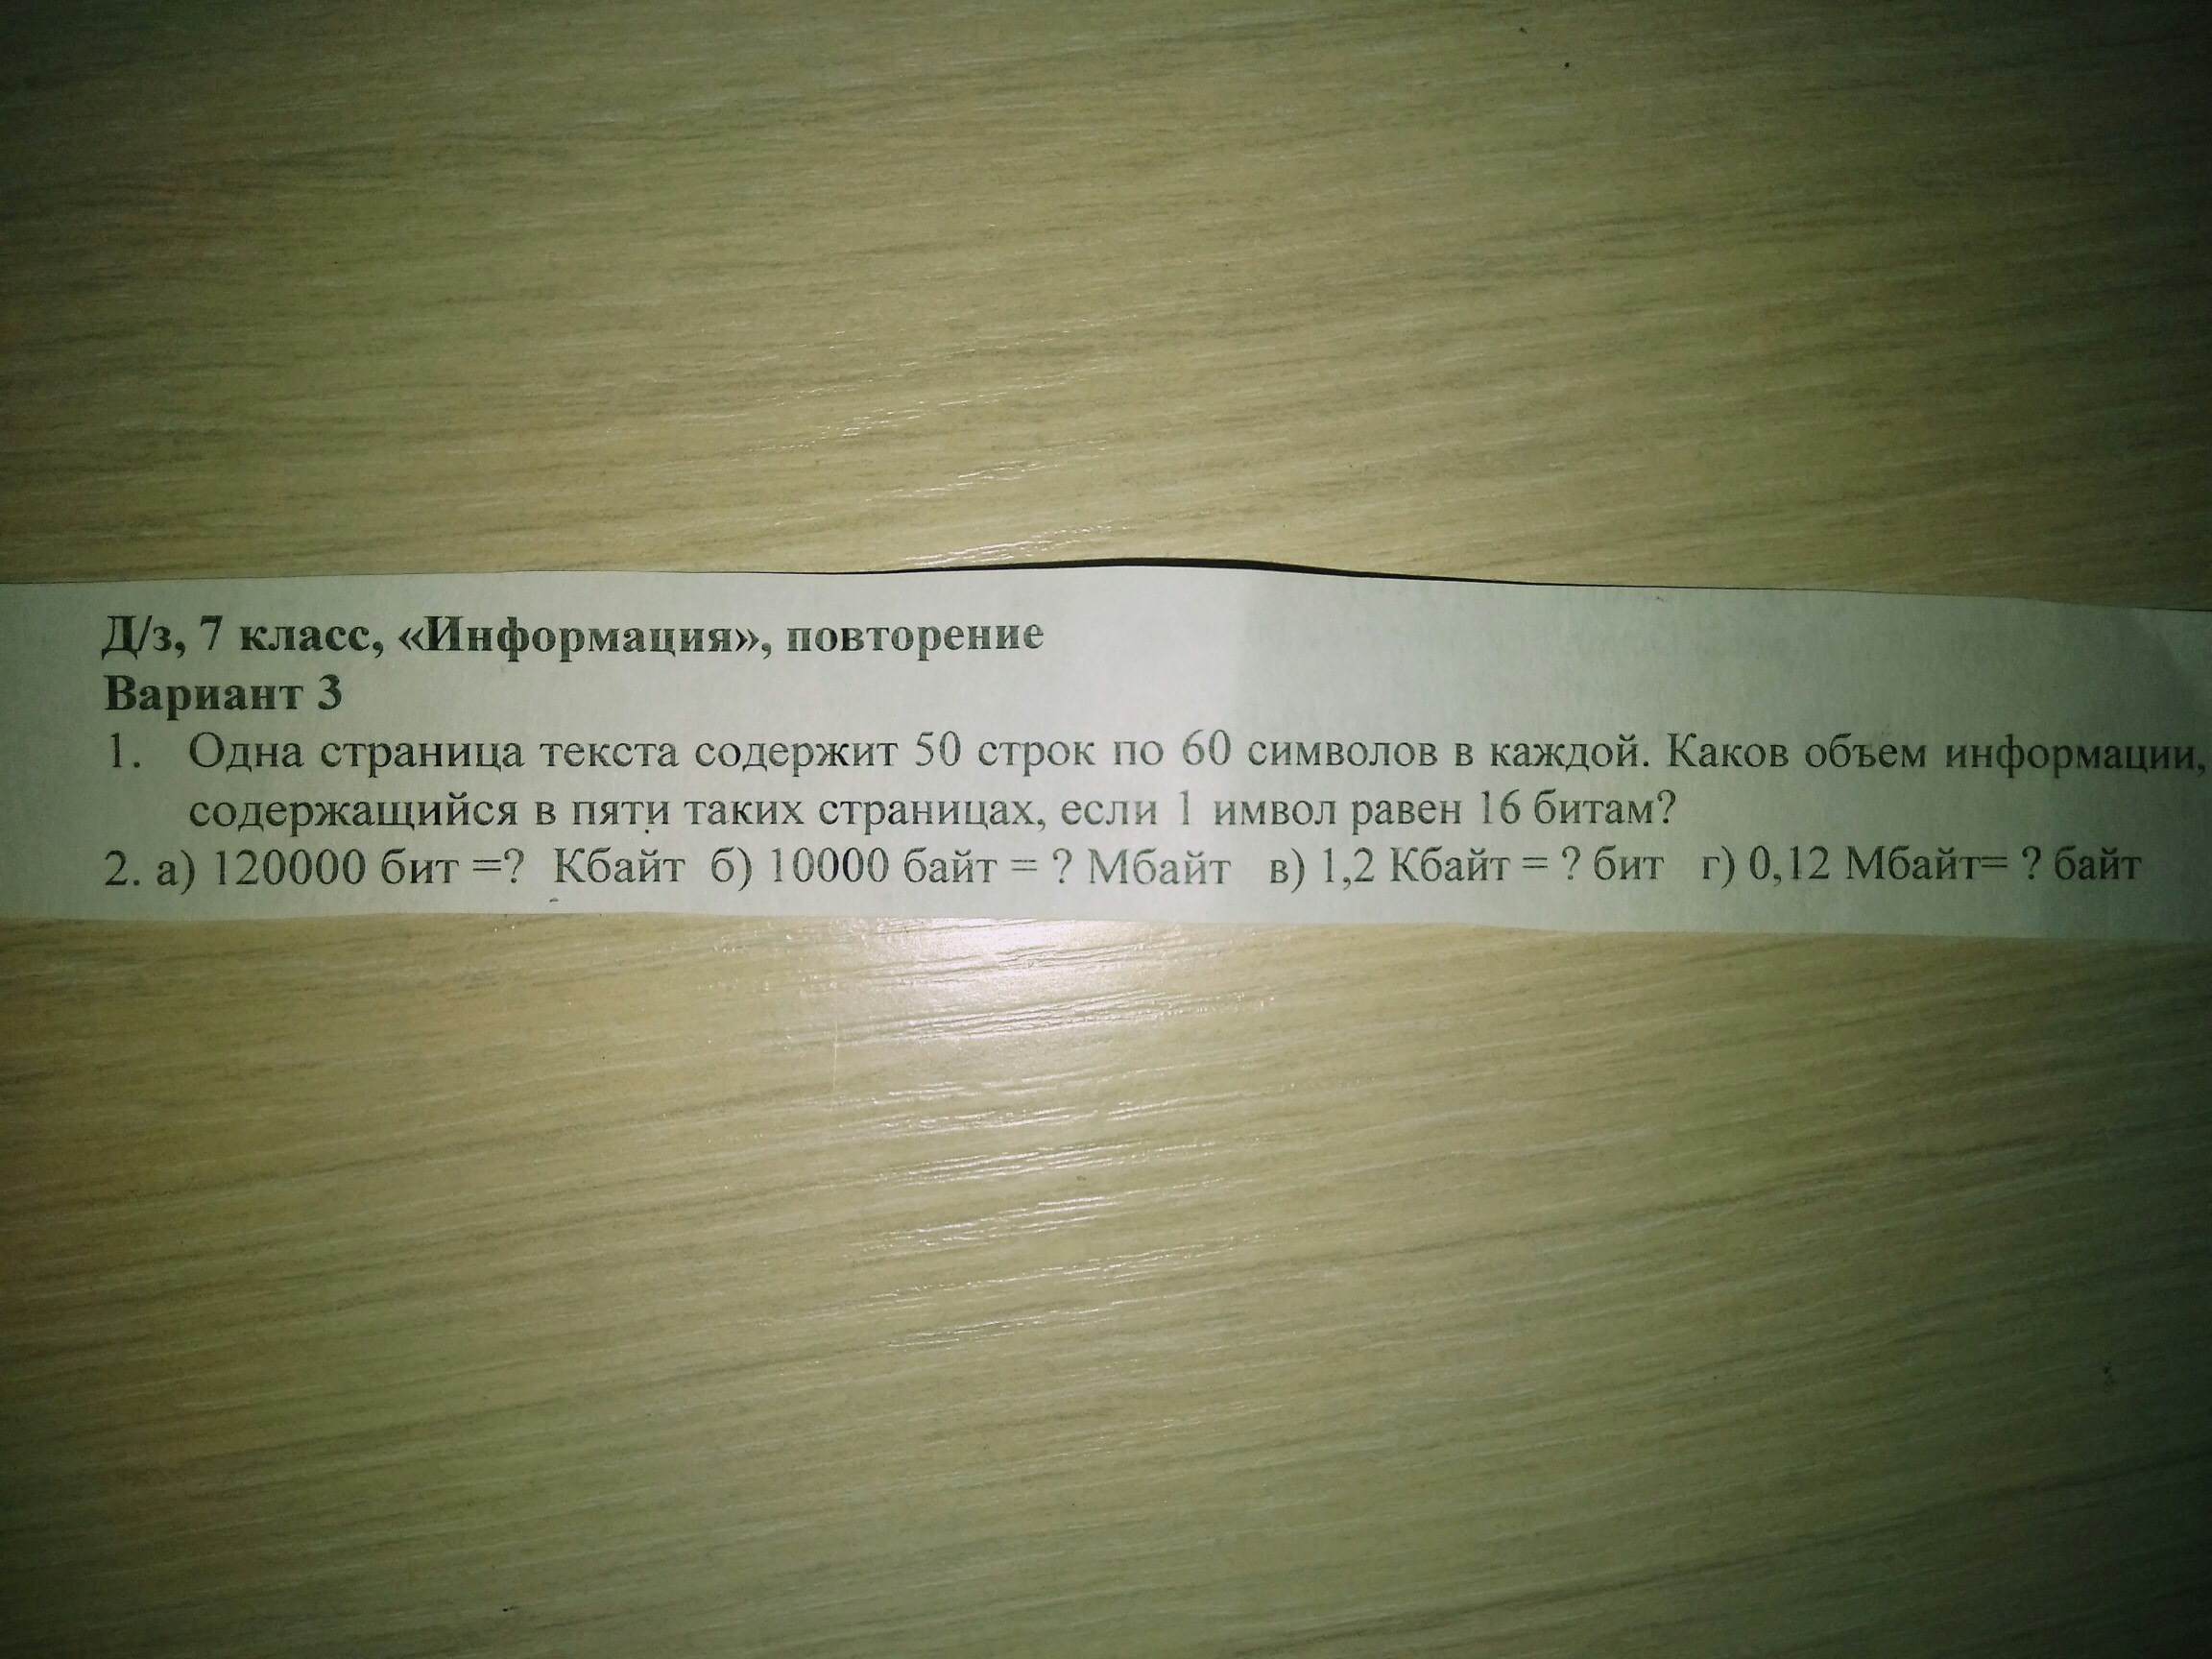 Д/з, 7 класс, «Информация», повторение
Вариант 3
1. Одна страница текста содержит 50 строк по 60 символов в каждой. Каков объем информации,
содержащийся в пяти таких страницах, если 1 имвол равен 16 битам?
2. а) 120000 бит =? Кбайт б) 10000 байт = ? Мбайт в) 1,2 Кбайт = ? бит г) 0,12 Мбайт= ? байт